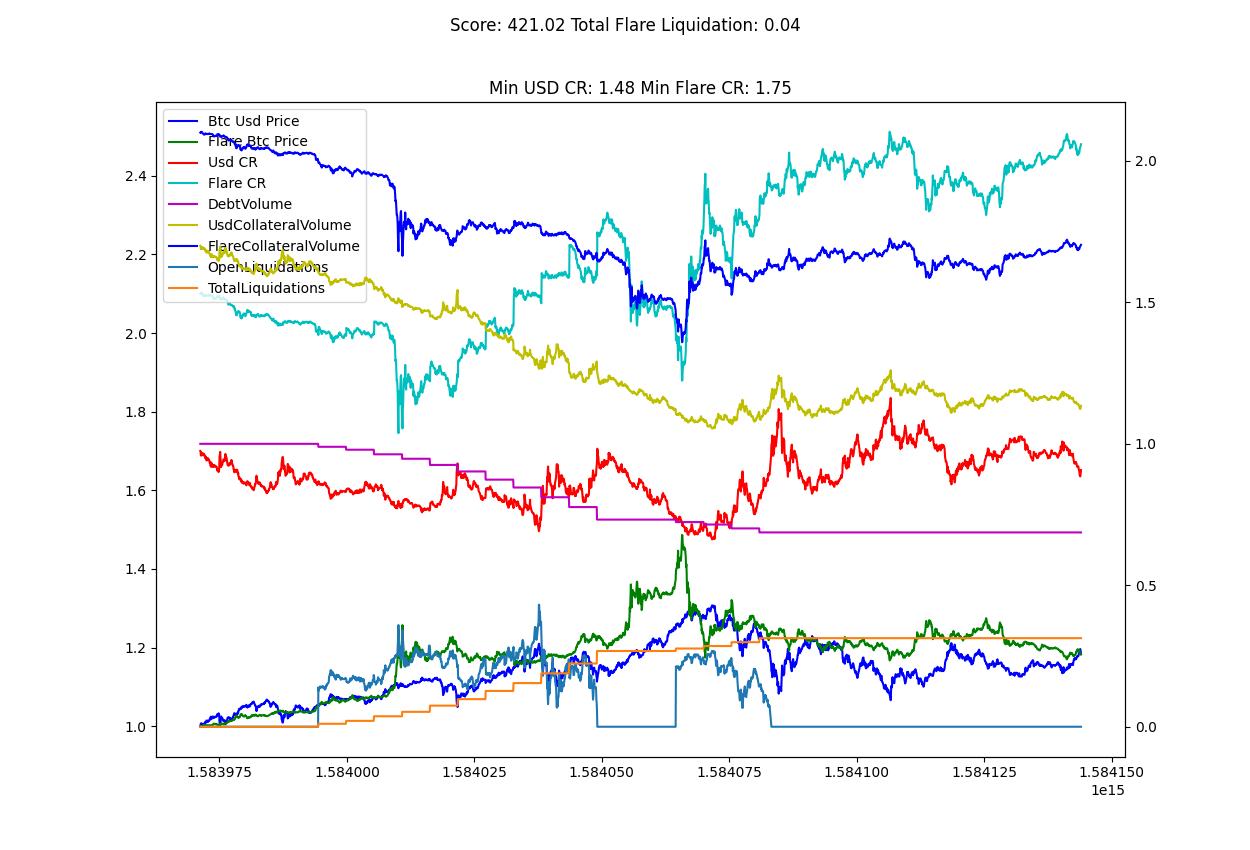 Score: 421.02 Total Flare Liquidation: 0.04
Min USD CR: 1.48 Min Flare CR: 1.75
Btc Usd Price
Flare Btc Price
Usd CR
Flare CR
DebtVolume
UsdCollateralVolume
FlareCollateralVolume
OpenLiquidations
TotalLiquidations
2.4
2.2
2.0
1.8
1.6
1.4
1.2
1.0
2.0
1.5
1.0
0.5
0.0
1.583975 1.584000 1.584025 1.584050 1.584075 1.584100 1.584125 1.584150
1e15